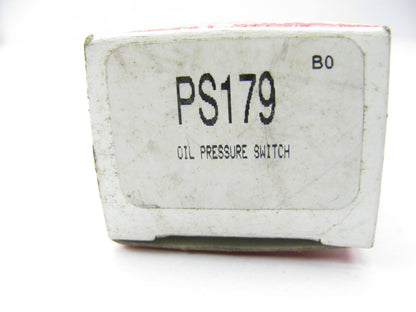 B0
PS179
OIL PRESSURE SWITCH